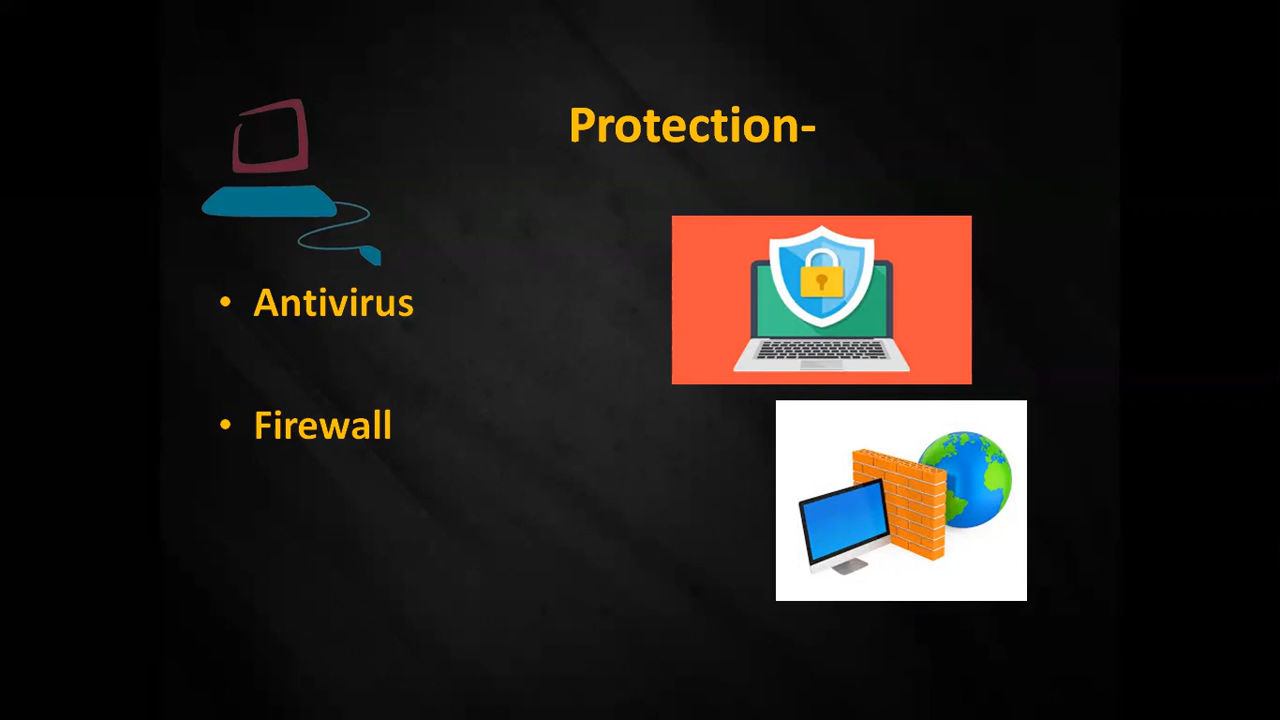 Protection-
• Antivirus
• Firewall